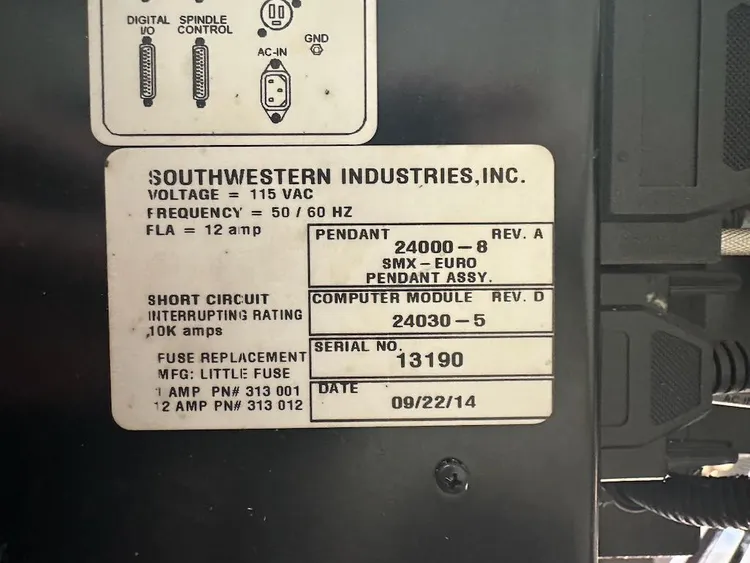 DIGITAL I/O
SPINDLE CONTROL
AC-IN
GND
SOUTHWESTERN INDUSTRIES, INC.
VOLTAGE = 115 VAC
FREQUENCY = 50 / 60 HZ
FLA = 12 amp
PENDANT REV. A
24000-8
SMX-EURO
PENDANT ASSY.
SHORT CIRCUIT
INTERRUPTING RATING
10K amps
COMPUTER MODULE REV. D
24030-5
FUSE REPLACEMENT
MFG: LITTLE FUSE
1 AMP PN# 313 001
12 AMP PN# 313 012
SERIAL NO.
13190
DATE
09/22/14